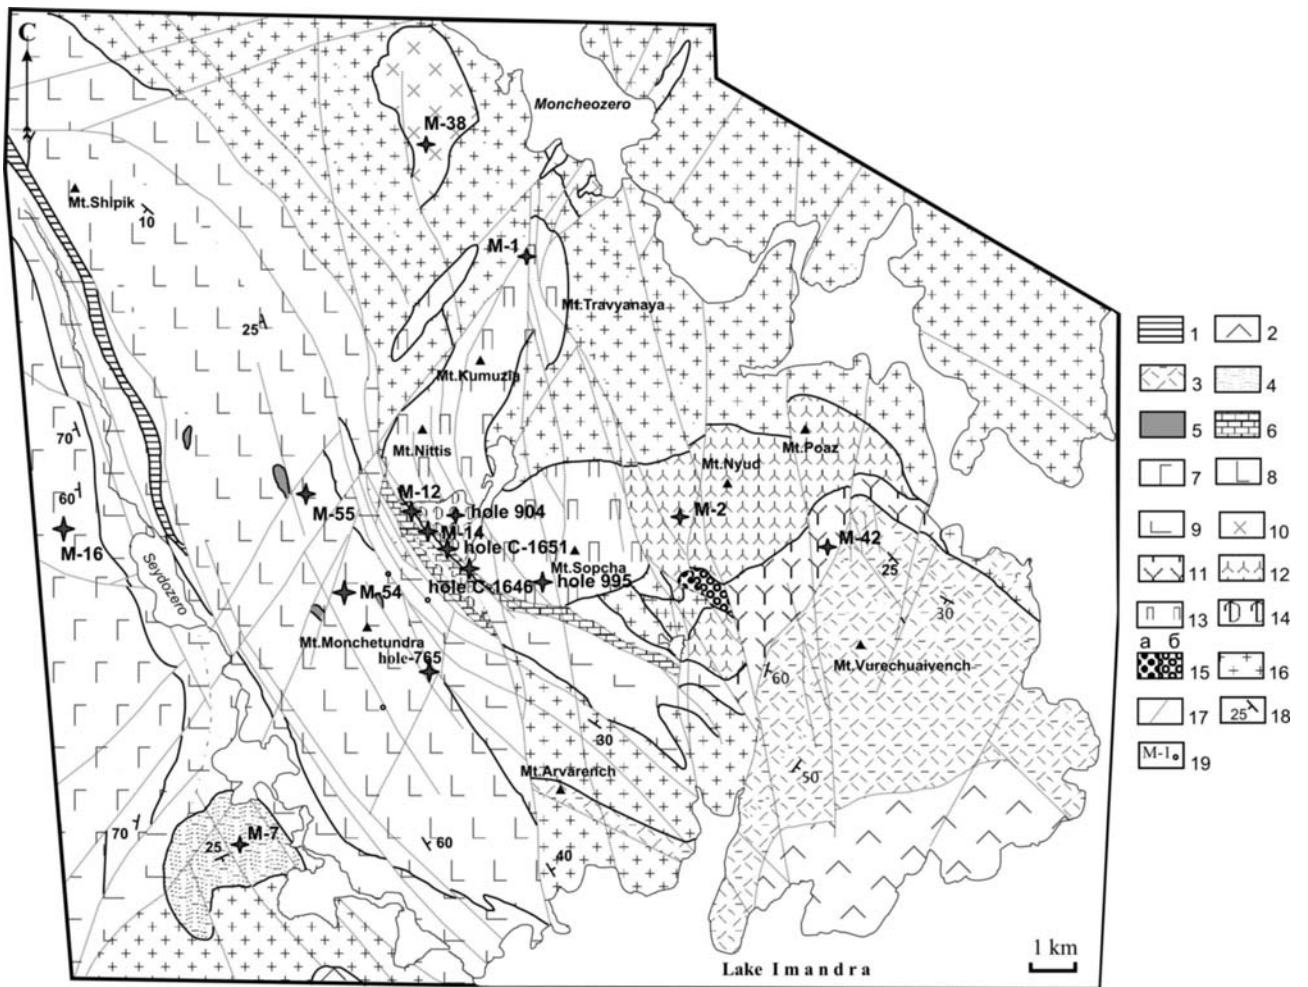 C
Moncheozero
M-38
Mt.Shipik
10
M-1
Mt.Travyanaya
25
Mt.Kumuzia
70
Mt.Nittis
Mt.Poaz
Mt.Nyud
60
M-12
hole 904
M-2
M-55
M-14
M-42
M-16
hole C-1651
Mt.Sopcha
25
Seydozero
hole C-1646
hole 995
M-54
30
Mt.Monchetundra
hole-765
Mt.Vurechuaivench
60
30
50
Mt.Arvarench
70
M-7
25
60
40
1 km
Lake Imandra
1 2
3 4
5 6
7 8
9 10
11 12
13 14
а б
15 16
17 25 18
M-1 19